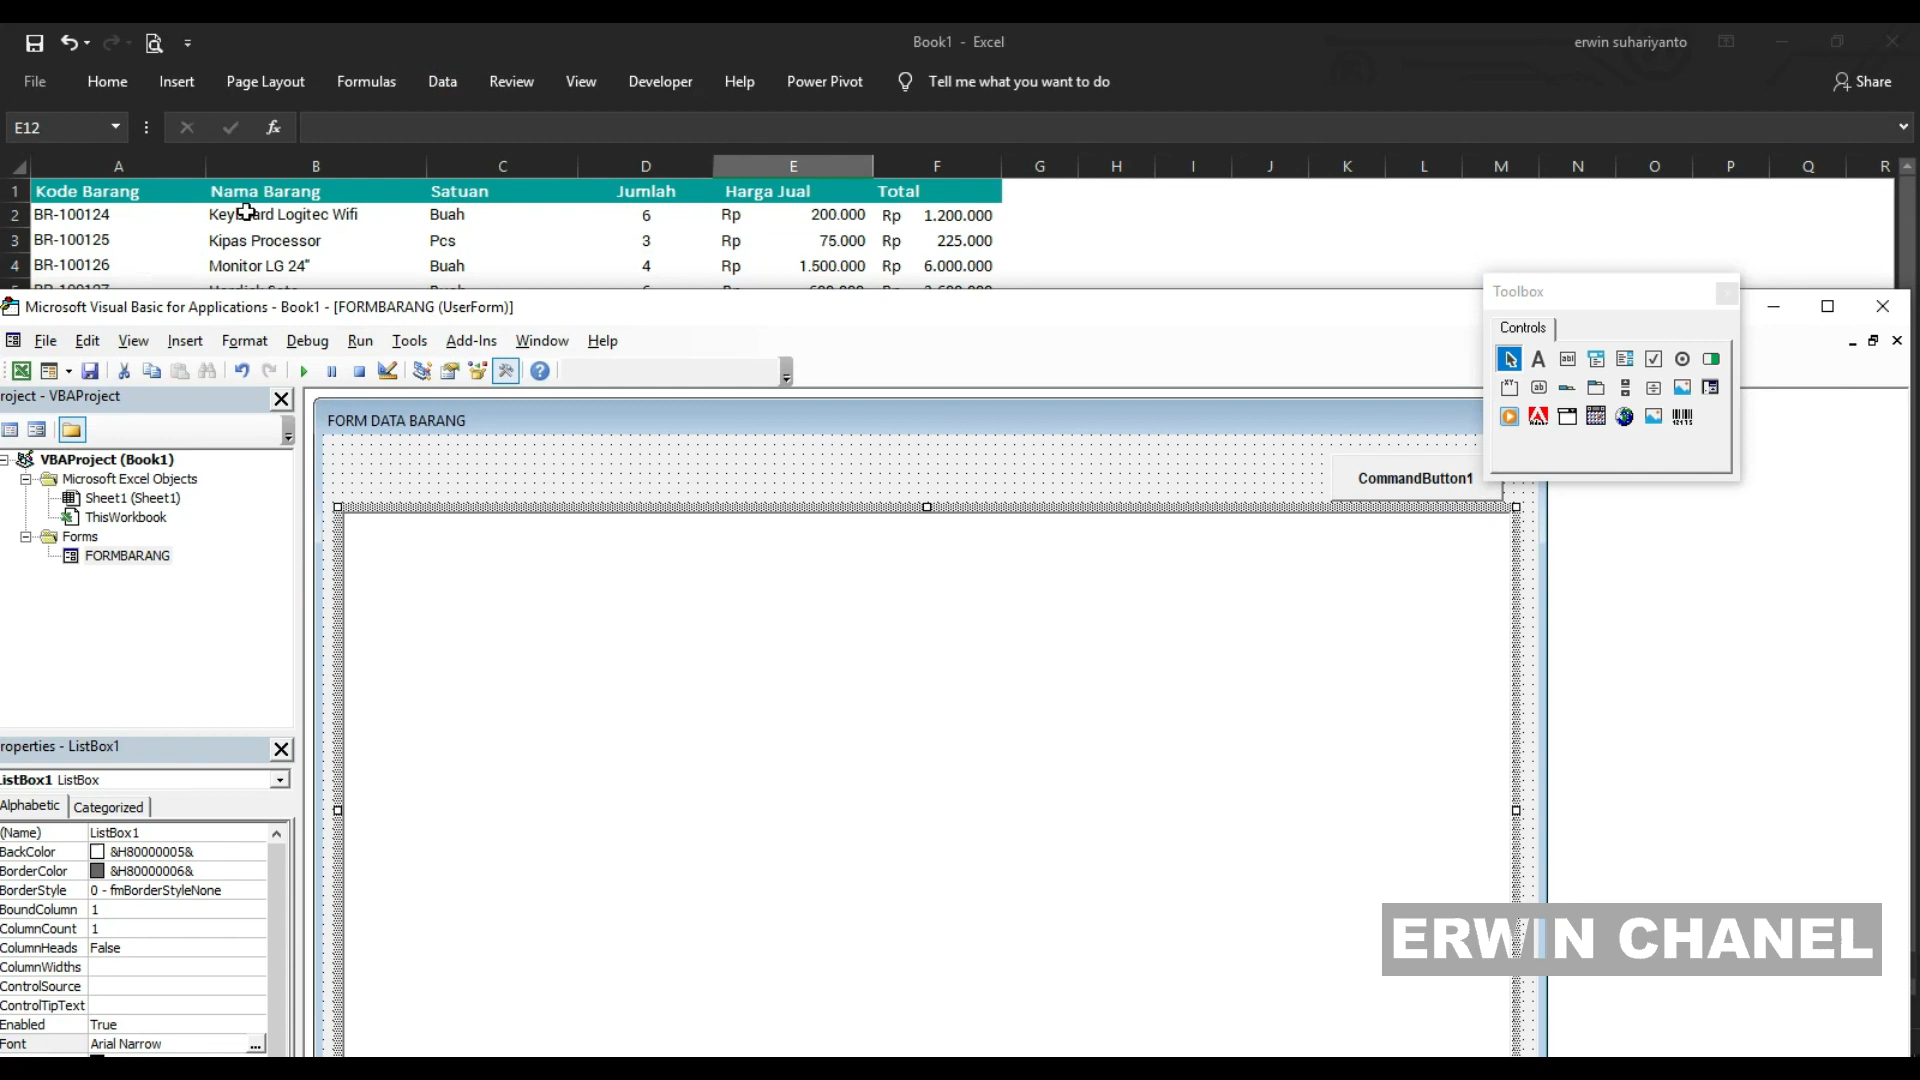 Book1 - Excel
erwin suhariyanto
File Home Insert Page Layout Formulas Data Review View Developer Help Power Pivot Tell me what you want to do Share
E12 fx
A B C D E F G H I J K L M N O P Q R
1 Kode Barang Nama Barang Satuan Jumlah Harga Jual Total
2 BR-100124 Keyboard Logitec Wifi Buah 6 Rp 200.000 Rp 1.200.000
3 BR-100125 Kipas Processor Pcs 3 Rp 75.000 Rp 225.000
4 BR-100126 Monitor LG 24" Buah 4 Rp 1.500.000 Rp 6.000.000
Toolbox
Controls
Microsoft Visual Basic for Applications - Book1 - [FORMBARANG (UserForm)]
File Edit View Insert Format Debug Run Tools Add-Ins Window Help
roject - VBAProject
VBAProject (Book1)
Microsoft Excel Objects
Sheet1 (Sheet1)
ThisWorkbook
Forms
FORMBARANG
FORM DATA BARANG
CommandButton1
roperties - ListBox1
ListBox1 ListBox
Alphabetic Categorized
(Name) ListBox1
BackColor &H80000005&
BorderColor &H80000006&
BorderStyle 0 - fmBorderStyleNone
BoundColumn 1
ColumnCount 1
ColumnHeads False
ColumnWidths
ControlSource
ControlTipText
Enabled True
Font Arial Narrow ...
ERWIN CHANEL